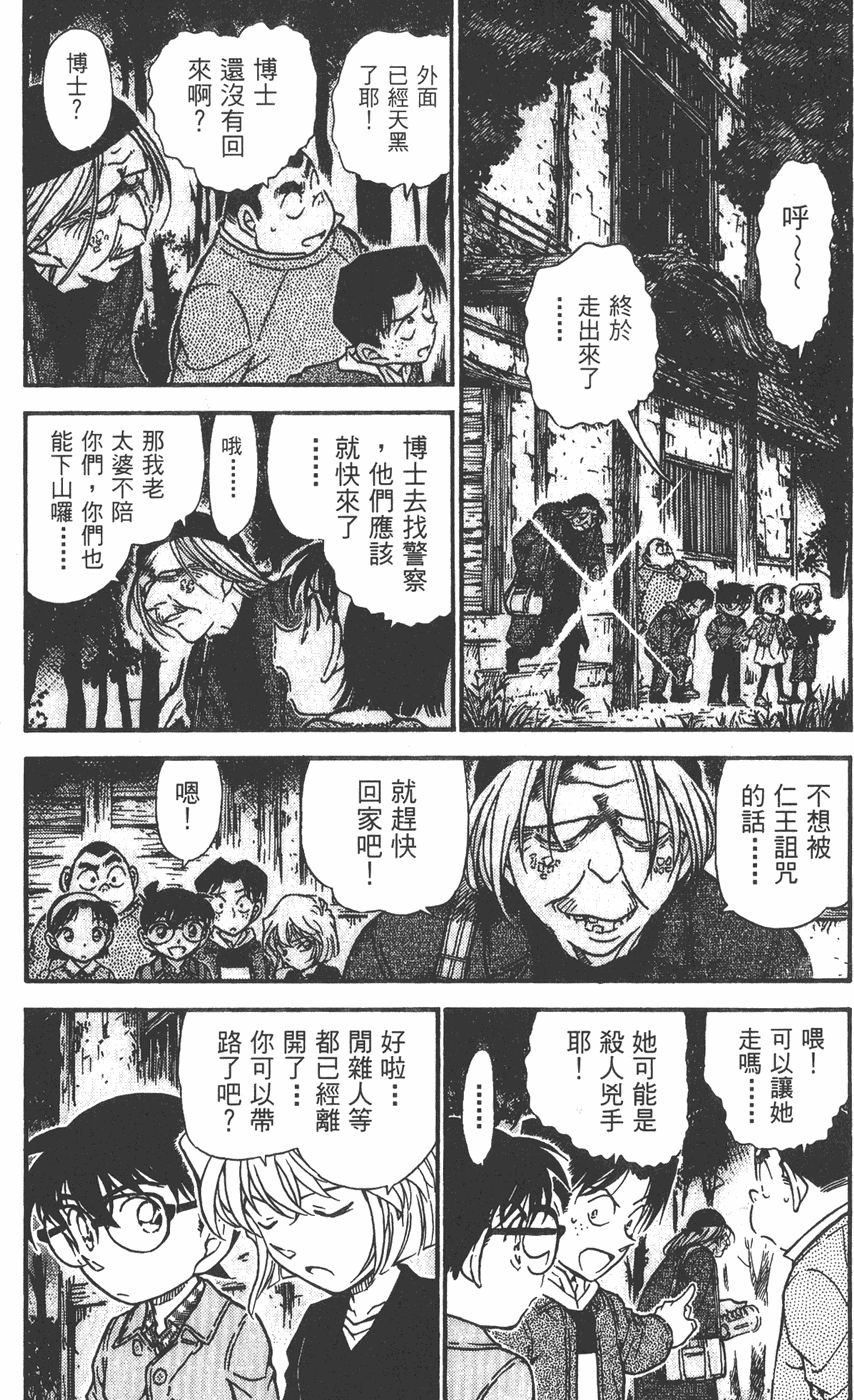 呼～～
終於
走出來了
……
外面
已經天黑
了耶！
博士
還沒有回
來啊？
博士？
博士去找警察
，他們應該
就快來了
……
哦……
那我老
太婆不陪
你們，你們也
能下山囉……
不想被
仁王詛咒
的話……
就趕快
回家吧！
嗯！
喂！
可以讓她
走嗎……
她可能是
殺人兇手
耶！
……
好啦…
閒雜人等
都已經離
開了…
你可以帶
路了吧？